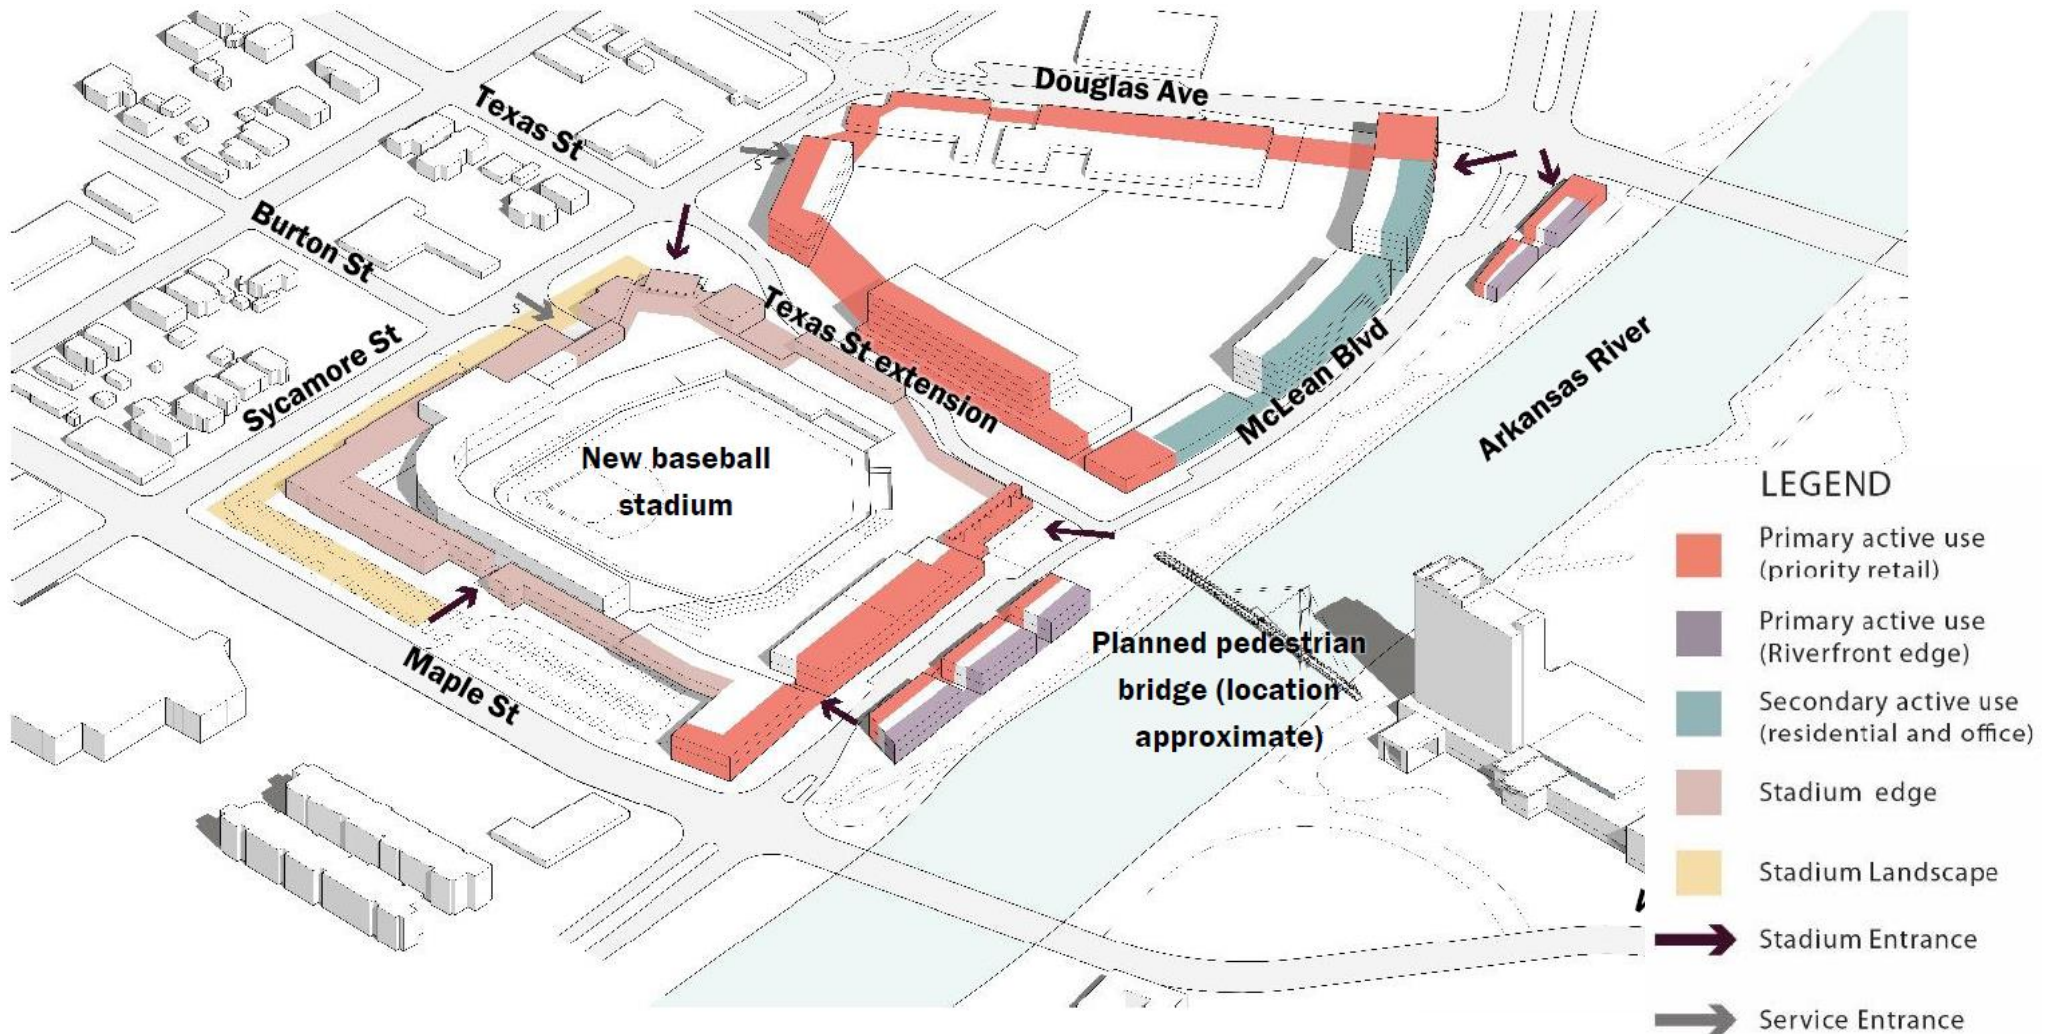 Douglas Ave
Texas St
S
Burton St
S
Texas St extension
Sycamore St
McLean Blvd
Arkansas River
New baseball
stadium
Planned pedestrian
bridge (location
approximate)
Maple St
LEGEND
Primary active use
(priority retail)
Primary active use
(Riverfront edge)
Secondary active use
(residential and office)
Stadium edge
Stadium Landscape
Stadium Entrance
Service Entrance